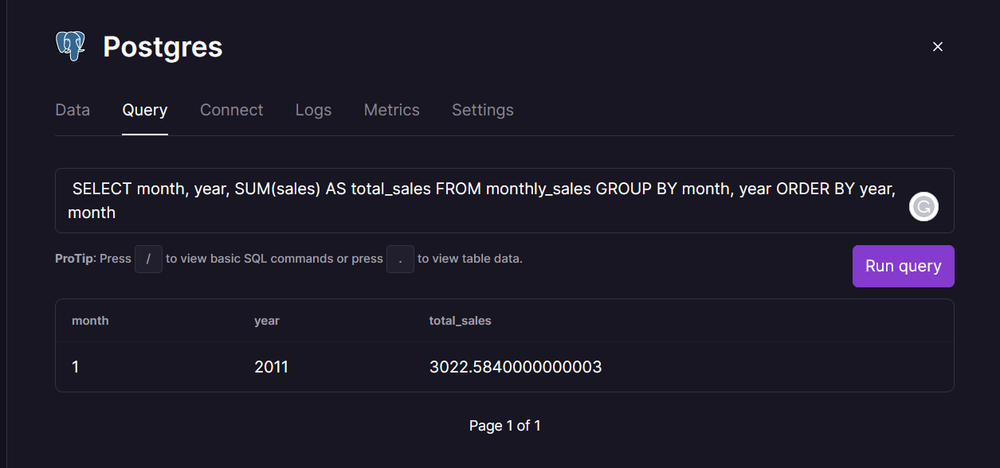 Postgres
Data Query Connect Logs Metrics Settings
SELECT month, year, SUM(sales) AS total_sales FROM monthly_sales GROUP BY month, year ORDER BY year,
month
ProTip: Press / to view basic SQL commands or press . to view table data.
Run query
month year total_sales
1 2011 3022.5840000000003
Page 1 of 1